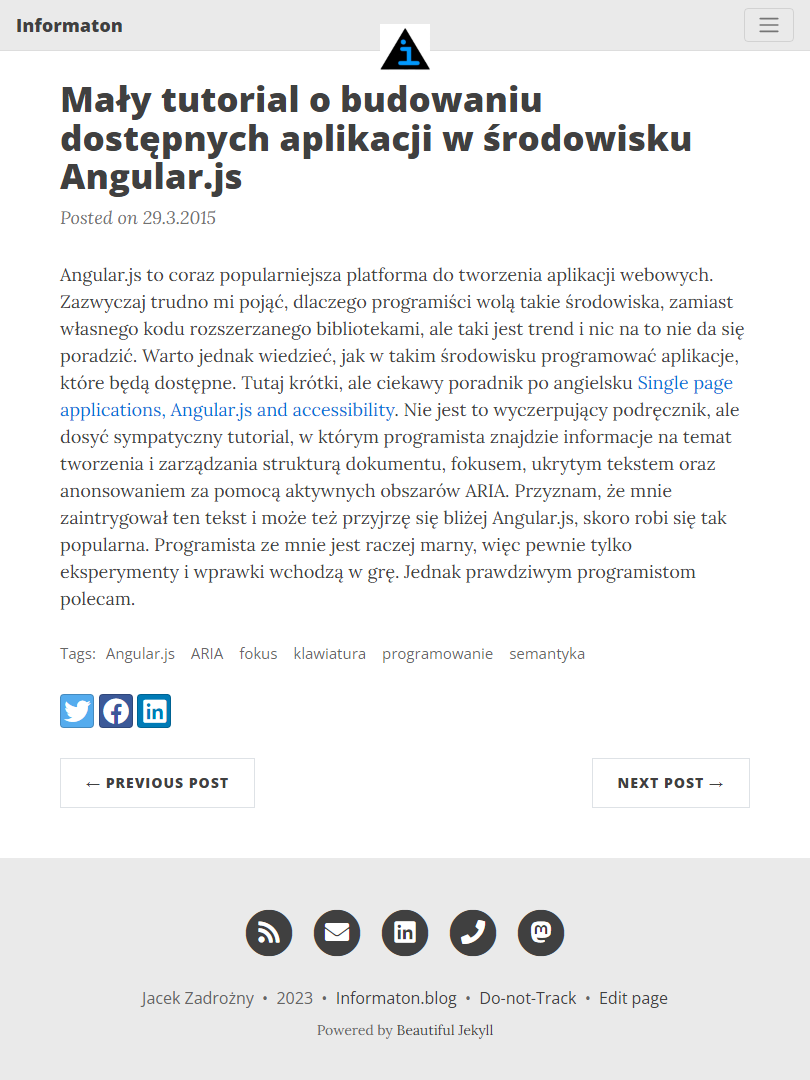 Informaton
i
Mały tutorial o budowaniu
dostępnych aplikacji w środowisku
Angular.js
Posted on 29.3.2015
Angular.js to coraz popularniejsza platforma do tworzenia aplikacji webowych.
Zazwyczaj trudno mi pojąć, dlaczego programiści wolą takie środowiska, zamiast
własnego kodu rozszerzanego bibliotekami, ale taki jest trend i nic na to nie da się
poradzić. Warto jednak wiedzieć, jak w takim środowisku programować aplikacje,
które będą dostępne. Tutaj krótki, ale ciekawy poradnik po angielsku Single page
applications, Angular.js and accessibility. Nie jest to wyczerpujący podręcznik, ale
dosyć sympatyczny tutorial, w którym programista znajdzie informacje na temat
tworzenia i zarządzania strukturą dokumentu, fokusem, ukrytym tekstem oraz
anonsowaniem za pomocą aktywnych obszarów ARIA. Przyznam, że mnie
zaintrygował ten tekst i może też przyjrzę się bliżej Angular.js, skoro robi się tak
popularna. Programista ze mnie jest raczej marny, więc pewnie tylko
eksperymenty i wprawki wchodzą w grę. Jednak prawdziwym programistom
polecam.
Tags: Angular.js ARIA fokus klawiatura programowanie semantyka
← PREVIOUS POST
NEXT POST →
Jacek Zadrożny • 2023 • Informaton.blog • Do-not-Track • Edit page
Powered by Beautiful Jekyll